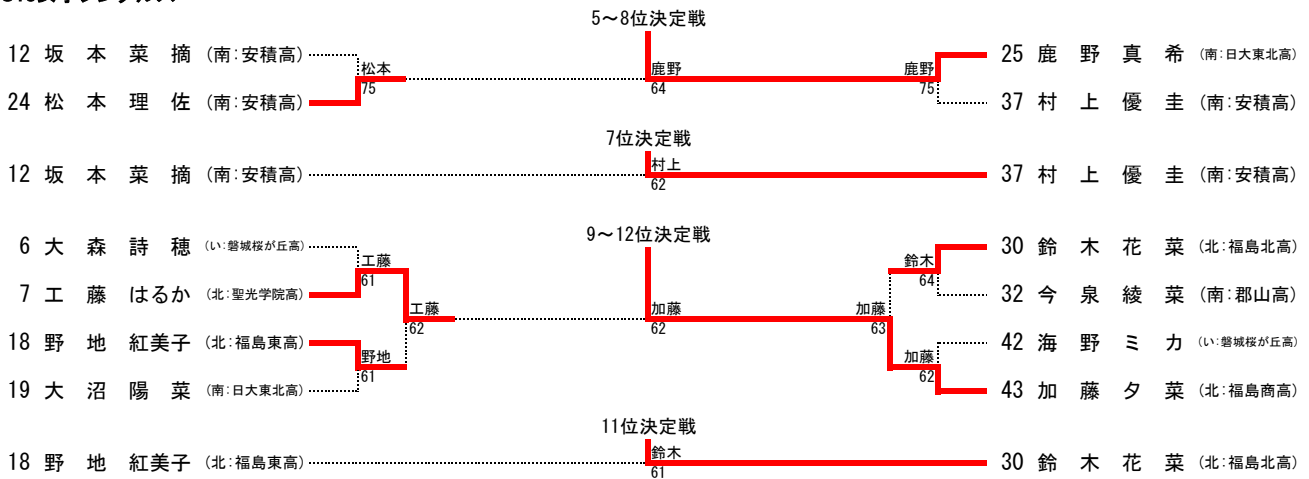 5～8位決定戦
12 坂本菜摘 (南:安積高)
松本
75
24 松本理佐 (南:安積高)
鹿野
64
鹿野
75
25 鹿野真希 (南:日大東北高)
37 村上優圭 (南:安積高)
7位決定戦
12 坂本菜摘 (南:安積高)
村上
62
37 村上優圭 (南:安積高)
9～12位決定戦
6 大森詩穂 (い:磐城桜が丘高)
工藤
61
7 工藤はるか (北:聖光学院高)
工藤
62
18 野地紅美子 (北:福島東高)
野地
61
19 大沼陽菜 (南:日大東北高)
加藤
62
30 鈴木花菜 (北:福島北高)
鈴木
64
32 今泉綾菜 (南:郡山高)
加藤
63
42 海野ミカ (い:磐城桜が丘高)
加藤
62
43 加藤夕菜 (北:福島商高)
11位決定戦
18 野地紅美子 (北:福島東高)
鈴木
61
30 鈴木花菜 (北:福島北高)